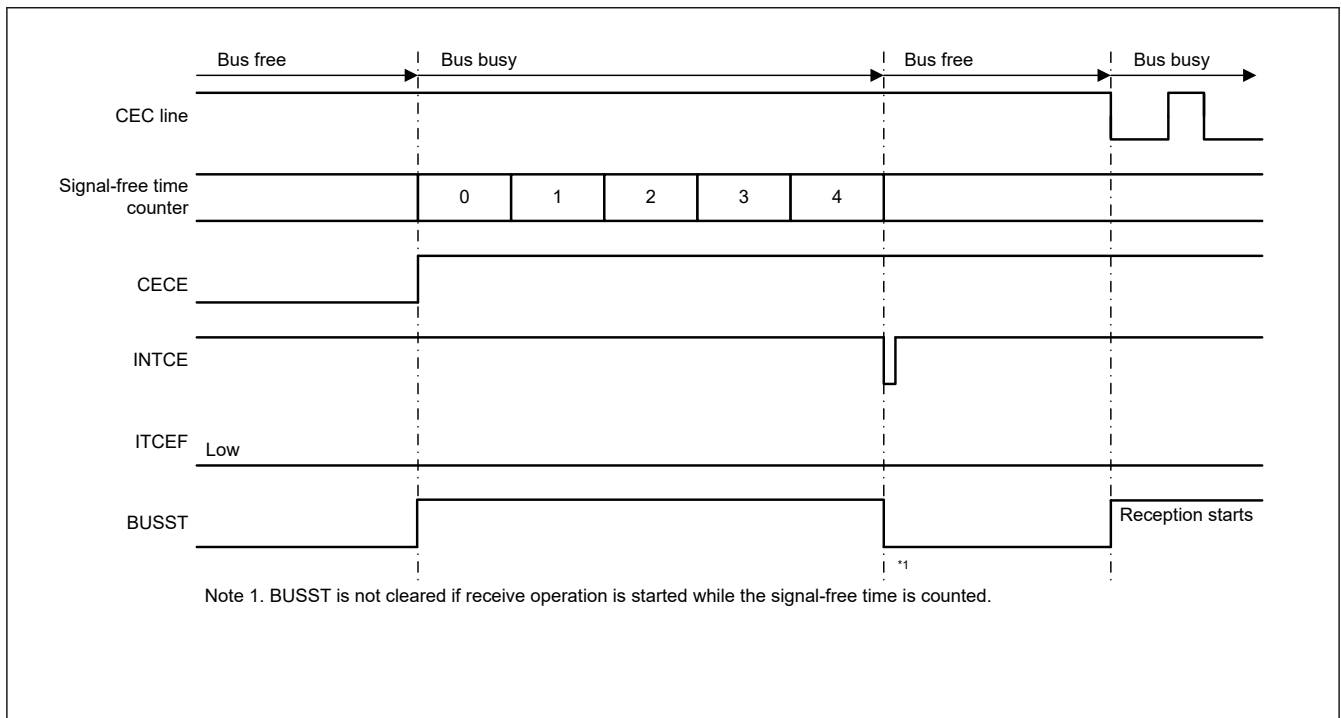 Bus free Bus busy Bus free Bus busy
CEC line
Signal-free time
counter
0 1 2 3 4
CECE
INTCE
ITCEF
Low
BUSST
Reception starts
*1
Note 1. BUSST is not cleared if receive operation is started while the signal-free time is counted.